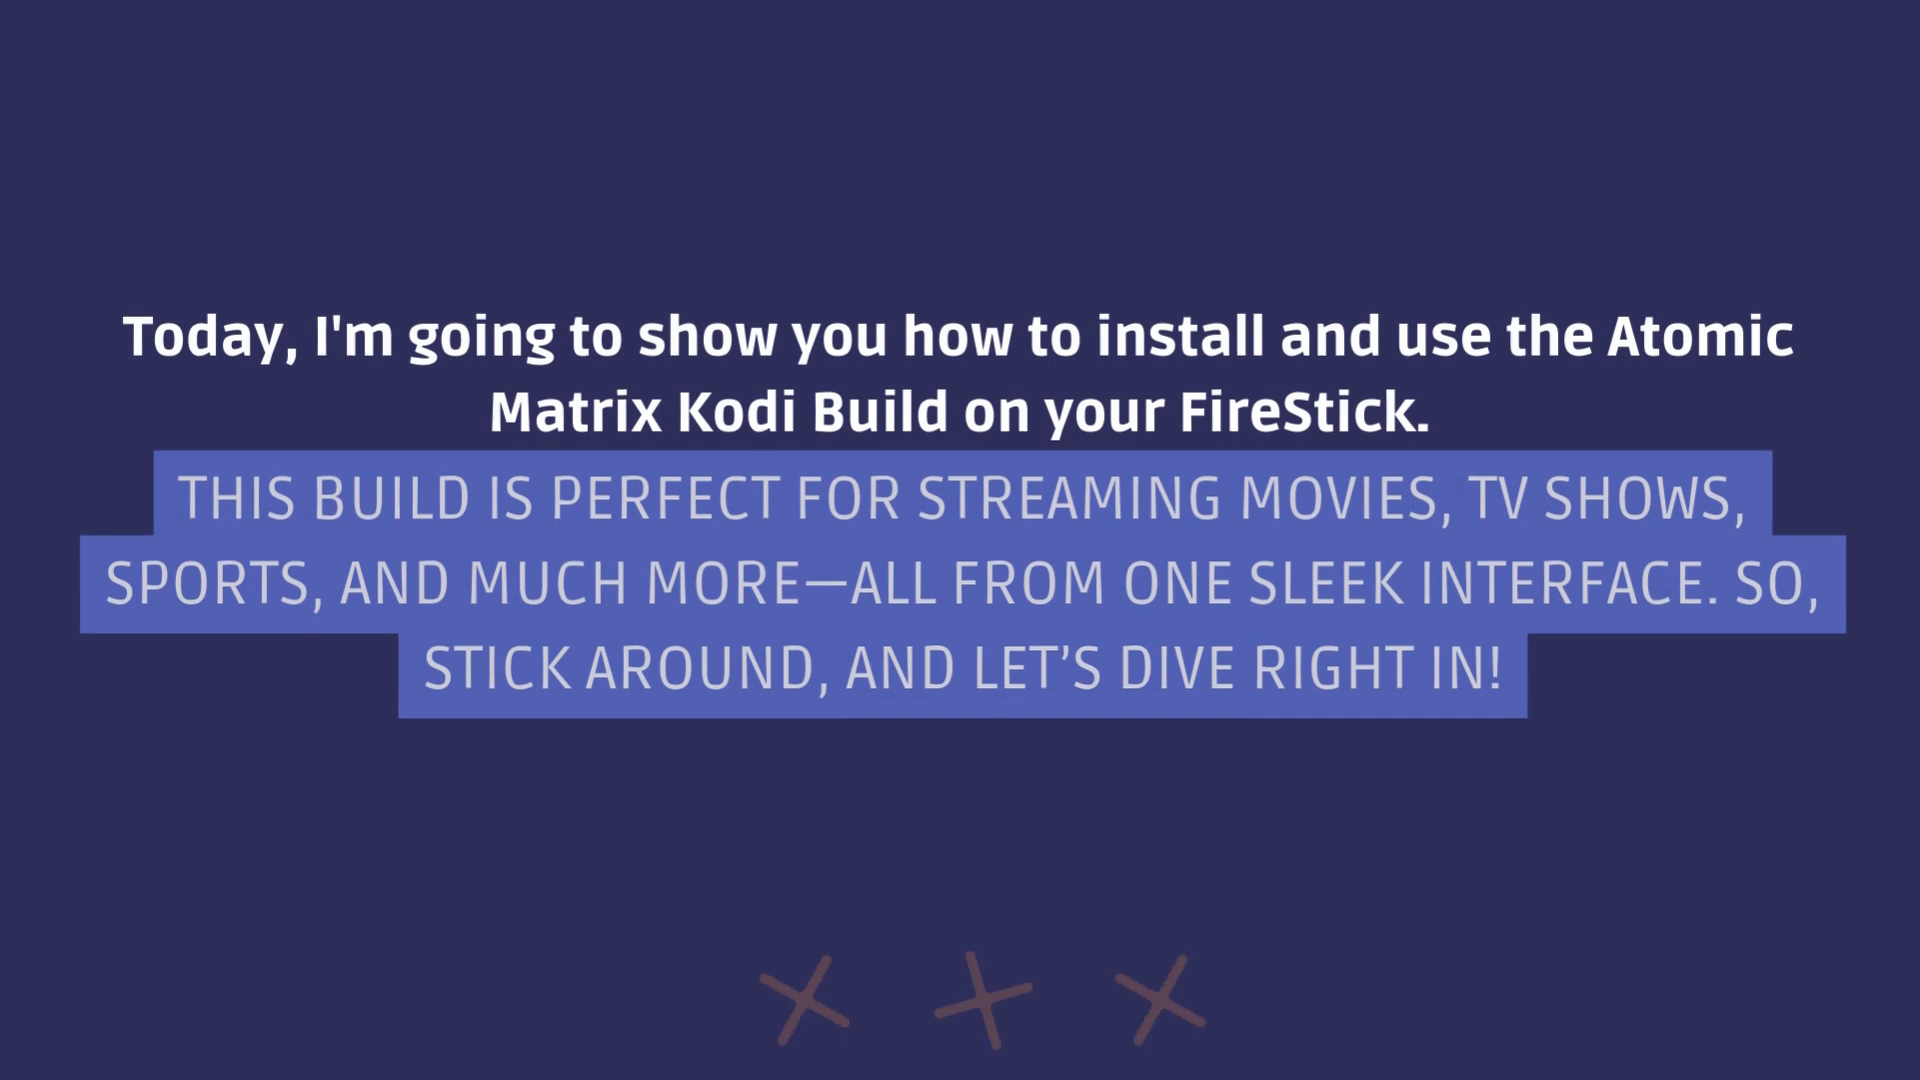 Today, I'm going to show you how to install and use the Atomic
Matrix Kodi Build on your FireStick.
THIS BUILD IS PERFECT FOR STREAMING MOVIES, TV SHOWS,
SPORTS, AND MUCH MORE—ALL FROM ONE SLEEK INTERFACE. SO,
STICK AROUND, AND LET’S DIVE RIGHT IN!